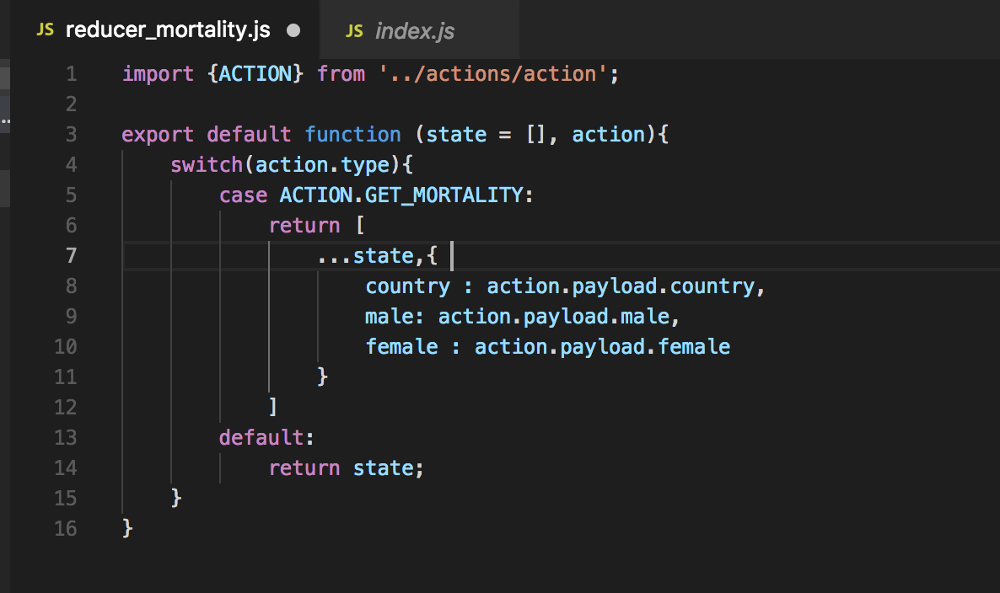 JS reducer_mortality.js ● JS index.js
1 import {ACTION} from '../actions/action';
2
3 export default function (state = [], action){
4     switch(action.type){
5         case ACTION.GET_MORTALITY:
6             return [
7                 ...state,{
8                     country : action.payload.country,
9                     male: action.payload.male,
10                     female : action.payload.female
11                 }
12             ]
13         default:
14             return state;
15     }
16 }